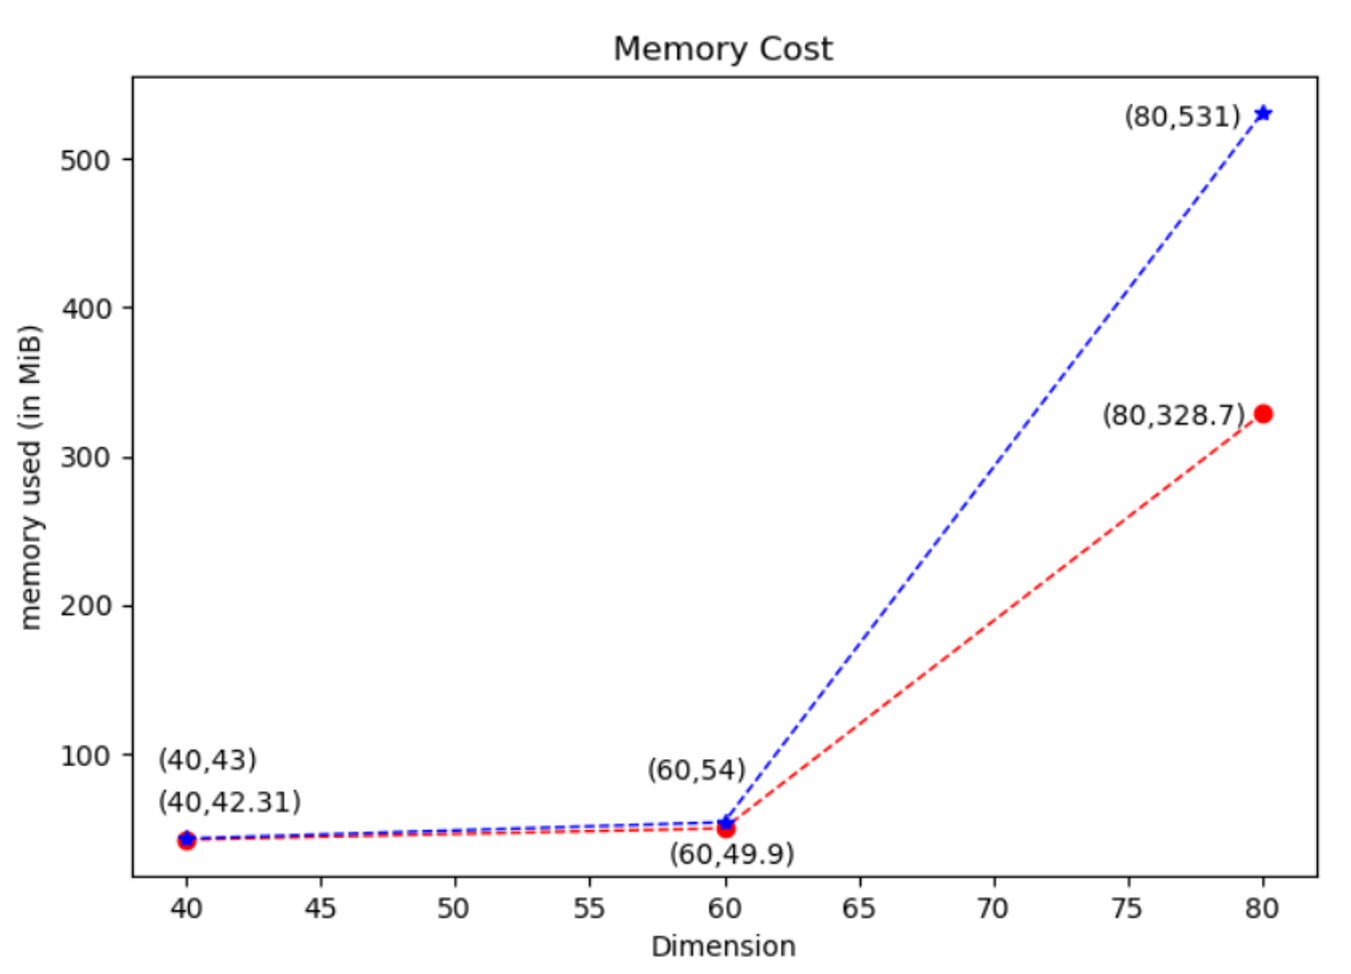 Memory Cost
memory used (in MiB)
500
400
300
200
100
(80,531)
(80,328.7)
(40,43)
(60,54)
(40,42.31)
(60,49.9)
40 45 50 55 60 65 70 75 80
Dimension